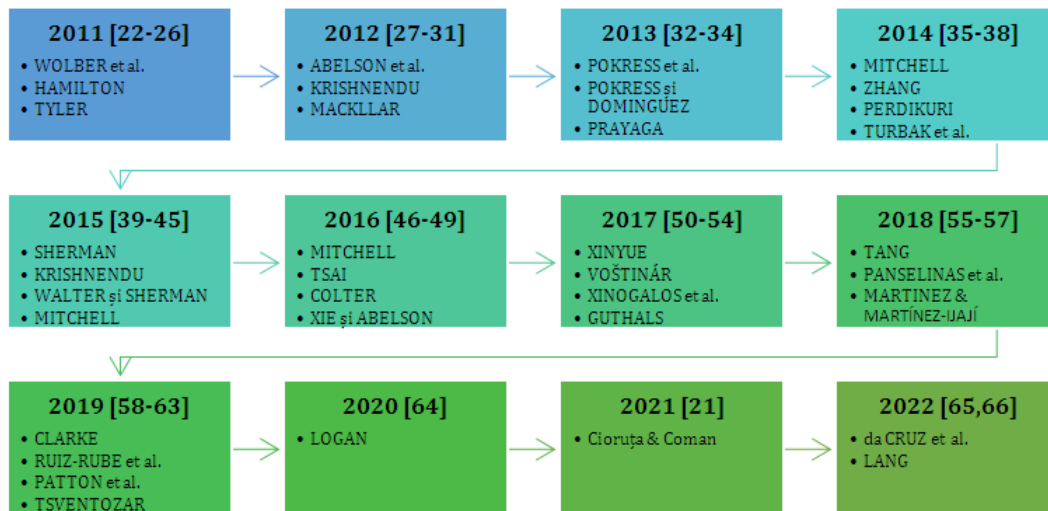 2011 [22-26]
• WOLBER et al.
• HAMILTON
• TYLER
2012 [27-31]
• ABELSON et al.
• KRISHNENDU
• MACKLLAR
2013 [32-34]
• POKRESS et al.
• POKRESS și
DOMINGÚEZ
• PRAYAGA
2014 [35-38]
• MITCHELL
• ZHANG
• PERDIKURI
• TURBAK et al.
2015 [39-45]
• SHERMAN
• KRISHNENDU
• WALTER și SHERMAN
• MITCHELL
2016 [46-49]
• MITCHELL
• TSAI
• COLTER
• XIE și ABELSON
2017 [50-54]
• XINYUE
• VOŠTINÁR
• XINOGALOS et al.
• GUTHALS
2018 [55-57]
• TANG
• PANSELINAS et al.
• MARTINEZ &
MARTÍNEZ-IJAJÍ
2019 [58-63]
• CLARKE
• RUIZ-RUBE et al.
• PATTON et al.
• TSVENTOZAR
2020 [64]
• LOGAN
2021 [21]
• Cioruța & Coman
2022 [65,66]
• da CRUZ et al.
• LANG